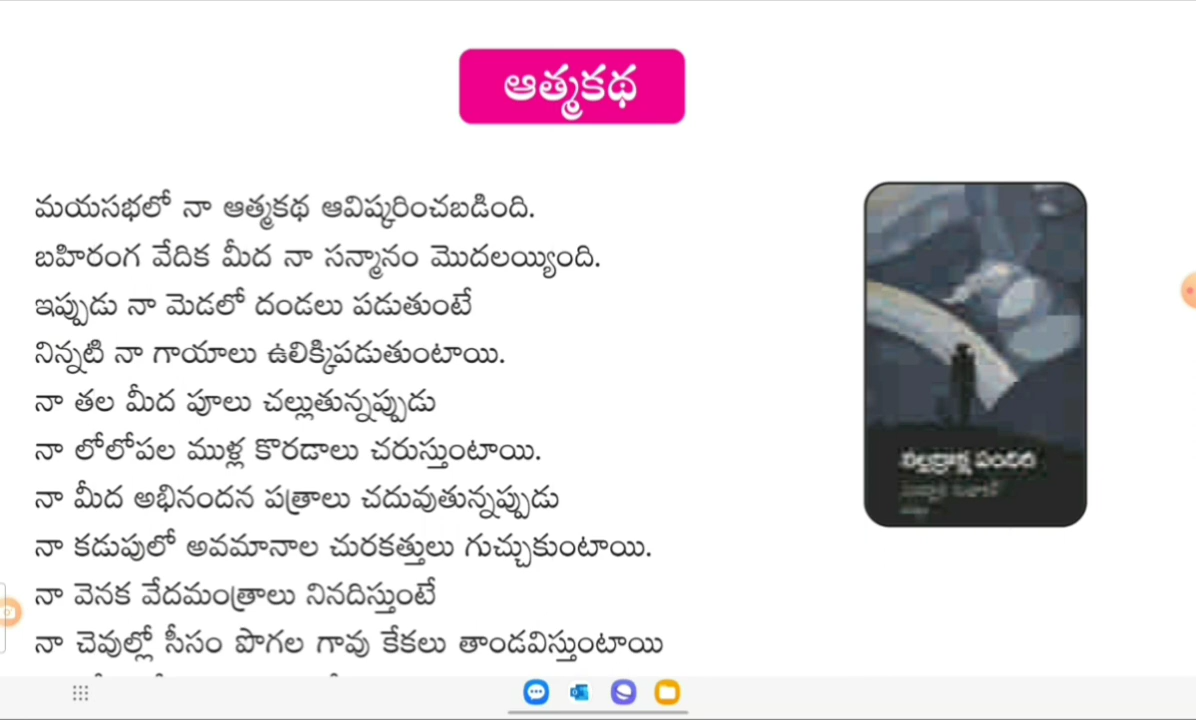 ఆత్మకథ
మయసభలో నా ఆత్మకథ ఆవిష్కరించబడింది.
బహిరంగ వేదిక మీద నా సన్మానం మొదలయ్యింది.
ఇప్పుడు నా మెడలో దండలు పడుతుంటే
నిన్నటి నా గాయాలు ఉలిక్కిపడుతుంటాయి.
నా తల మీద పూలు చల్లుతున్నప్పుడు
నా లోలోపల ముళ్ల కొరడాలు చరుస్తుంటాయి.
నా మీద అభినందన పత్రాలు చదువుతున్నప్పుడు
నా కడుపులో అవమానాల చురకత్తులు గుచ్చుకుంటాయి.
నా వెనక వేదమంత్రాలు నినదిస్తుంటే
నా చెవుల్లో సీసం పొగల గావు కేకలు తాండవిస్తుంటాయి
నల్లద్రాక్ష పందిరి